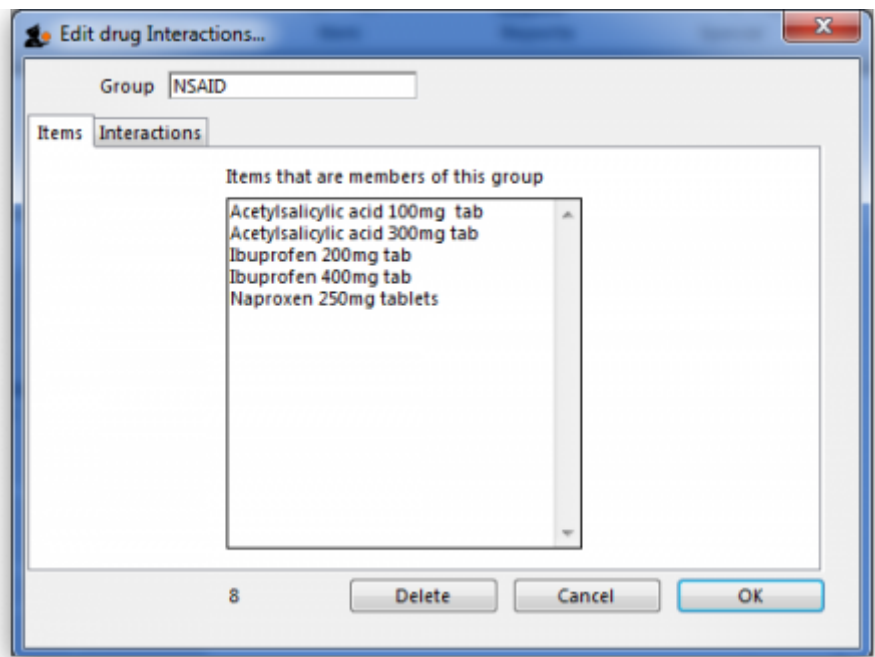 Edit drug Interactions...
Group NSAID
Items Interactions
Items that are members of this group
Acetylsalicylic acid 100mg  tab
Acetylsalicylic acid 300mg tab
Ibuprofen 200mg tab
Ibuprofen 400mg tab
Naproxen 250mg tablets
8 Delete Cancel OK